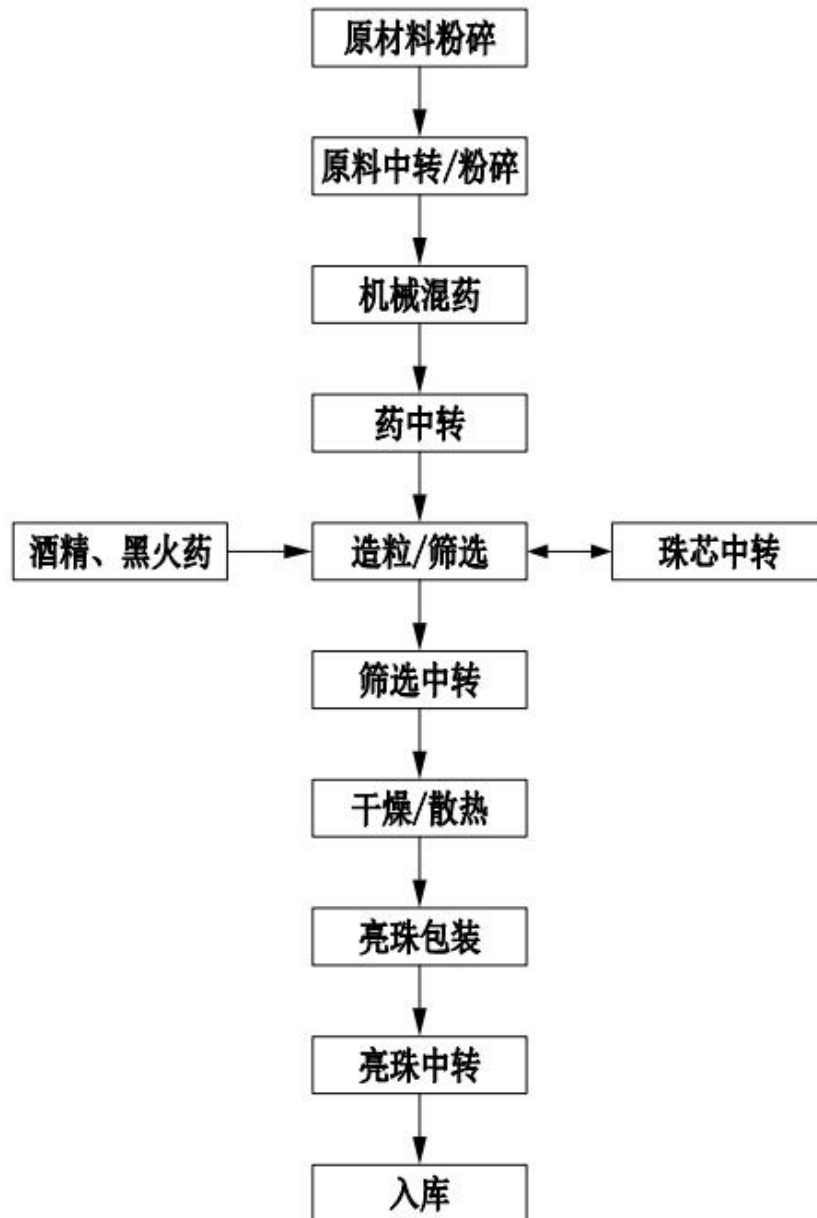 原材料粉碎
原料中转/粉碎
机械混药
药中转
酒精、黑火药
造粒/筛选
珠芯中转
筛选中转
干燥/散热
亮珠包装
亮珠中转
入库